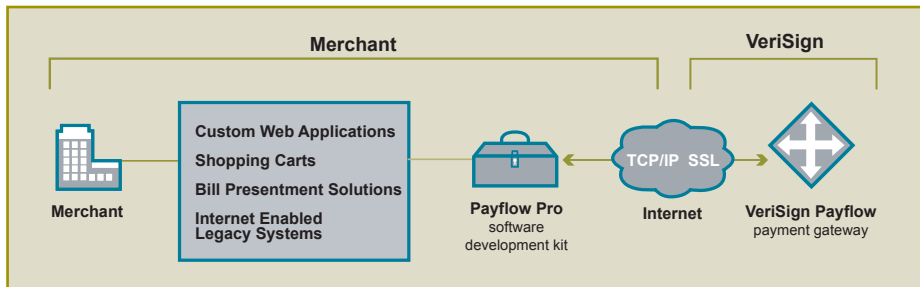 Merchant
VeriSign
Custom Web Applications
Shopping Carts
Bill Presentment Solutions
Internet Enabled
Legacy Systems
Merchant
Payflow Pro
software
development kit
TCP/IP SSL
Internet
VeriSign Payflow
payment gateway